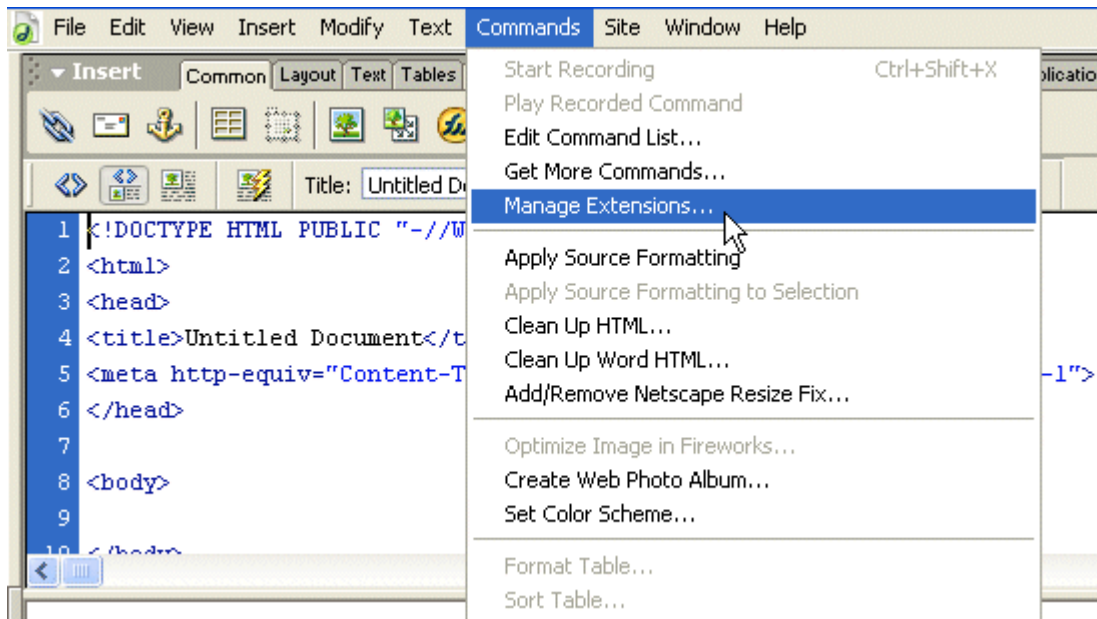 File Edit View Insert Modify Text Commands Site Window Help
Insert Common Layout Text Tables
Title: Untitled D
1 <!DOCTYPE HTML PUBLIC "-//W
2 <html>
3 <head>
4 <title>Untitled Document</t
5 <meta http-equiv="Content-T -1">
6 </head>
7
8 <body>
9
10 </body>
Start Recording Ctrl+Shift+X
Play Recorded Command
Edit Command List...
Get More Commands...
Manage Extensions...
Apply Source Formatting
Apply Source Formatting to Selection
Clean Up HTML...
Clean Up Word HTML...
Add/Remove Netscape Resize Fix...
Optimize Image in Fireworks...
Create Web Photo Album...
Set Color Scheme...
Format Table...
Sort Table...